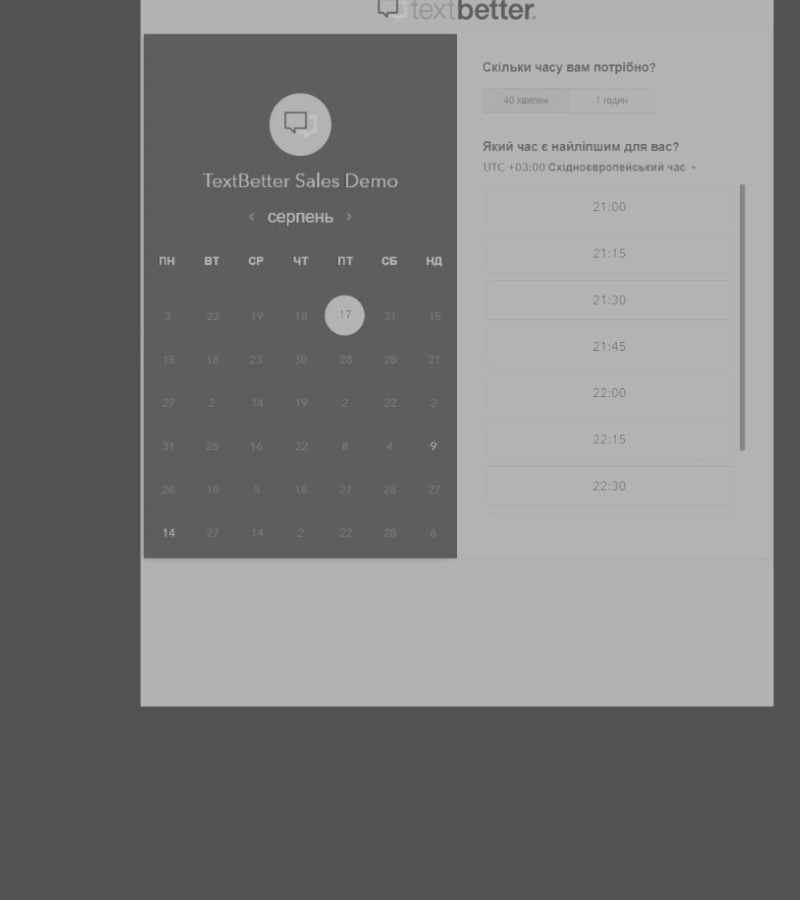 textbetter.
TextBetter Sales Demo
‹ серпень ›
ПН ВТ СР ЧТ ПТ СБ НД
3 22 19 18 17 31 15
15 18 23 30 28 28 21
27 2 14 19 2 22 2
31 25 16 22 8 4 9
26 10 5 18 27 28 27
14 27 14 2 22 28 6
Скільки часу вам потрібно?
40 хвилин 1 годин
Який час є найліпшим для вас?
UTC +03:00 Східноєвропейський час
21:00
21:15
21:30
21:45
22:00
22:15
22:30